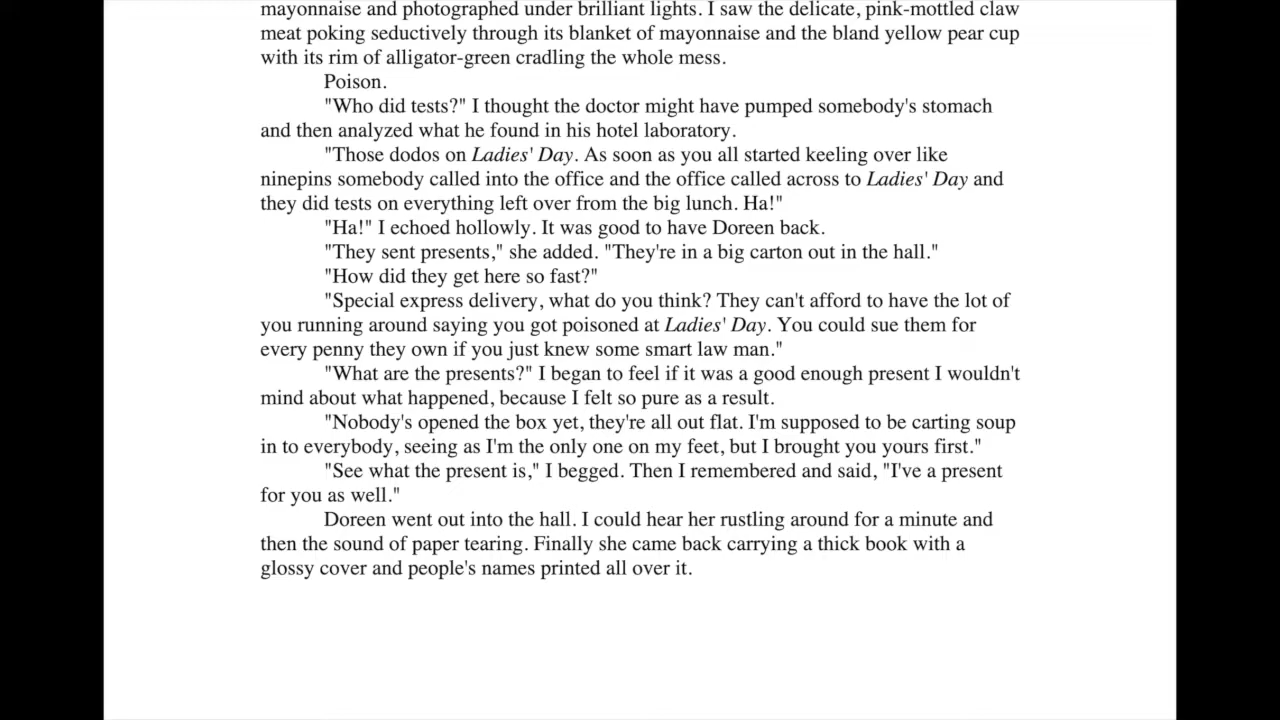 mayonnaise and photographed under brilliant lights. I saw the delicate, pink-mottled claw
meat poking seductively through its blanket of mayonnaise and the bland yellow pear cup
with its rim of alligator-green cradling the whole mess.
Poison.
"Who did tests?" I thought the doctor might have pumped somebody's stomach
and then analyzed what he found in his hotel laboratory.
"Those dodos on Ladies' Day. As soon as you all started keeling over like
ninepins somebody called into the office and the office called across to Ladies' Day and
they did tests on everything left over from the big lunch. Ha!"
"Ha!" I echoed hollowly. It was good to have Doreen back.
"They sent presents," she added. "They're in a big carton out in the hall."
"How did they get here so fast?"
"Special express delivery, what do you think? They can't afford to have the lot of
you running around saying you got poisoned at Ladies' Day. You could sue them for
every penny they own if you just knew some smart law man."
"What are the presents?" I began to feel if it was a good enough present I wouldn't
mind about what happened, because I felt so pure as a result.
"Nobody's opened the box yet, they're all out flat. I'm supposed to be carting soup
in to everybody, seeing as I'm the only one on my feet, but I brought you yours first."
"See what the present is," I begged. Then I remembered and said, "I've a present
for you as well."
Doreen went out into the hall. I could hear her rustling around for a minute and
then the sound of paper tearing. Finally she came back carrying a thick book with a
glossy cover and people's names printed all over it.